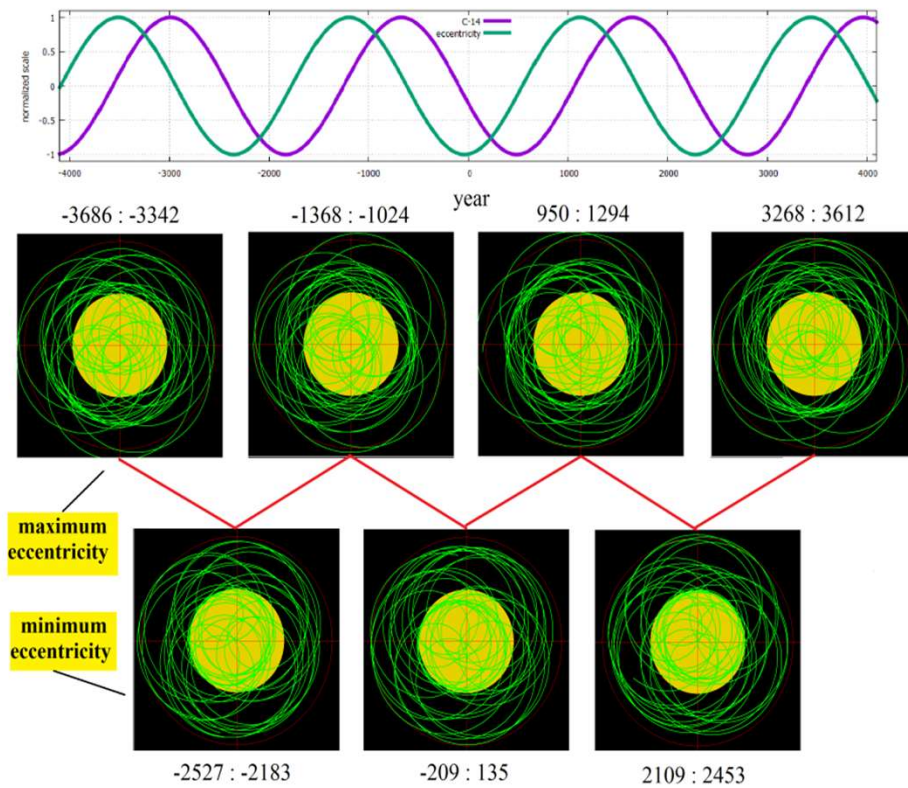 C-14
eccentricity
1
0.5
0
-0.5
-1
normalized scale
-4000 -3000 -2000 -1000 0 1000 2000 3000 4000
year
-3686 : -3342 -1368 : -1024 950 : 1294 3268 : 3612
maximum
eccentricity
minimum
eccentricity
-2527 : -2183 -209 : 135 2109 : 2453